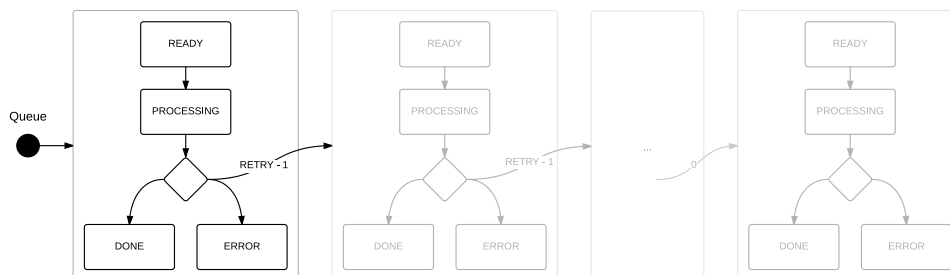 Queue
READY
PROCESSING
RETRY - 1
DONE
ERROR
READY
PROCESSING
RETRY - 1
DONE
ERROR
...
0
READY
PROCESSING
DONE
ERROR